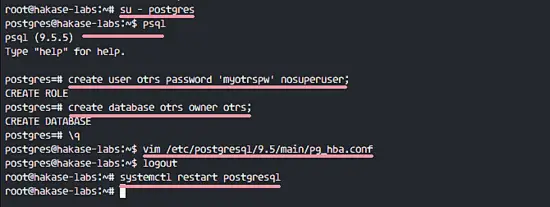 root@hakase-labs:~# su - postgres
postgres@hakase-labs:~$ psql
psql (9.5.5)
Type "help" for help.
postgres=# create user otrs password 'myotrspw' nosuperuser;
CREATE ROLE
postgres=# create database otrs owner otrs;
CREATE DATABASE
postgres=# \q
postgres@hakase-labs:~$ vim /etc/postgresql/9.5/main/pg_hba.conf
postgres@hakase-labs:~$ logout
root@hakase-labs:~# systemctl restart postgresql
root@hakase-labs:~#